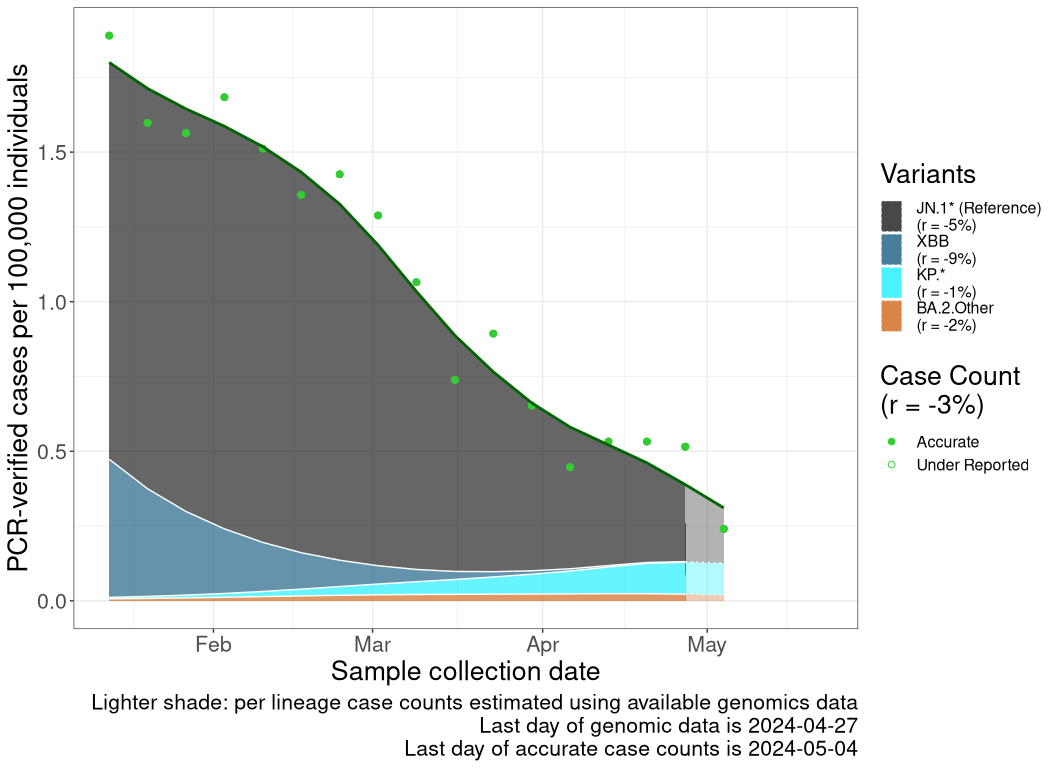 PCR-verified cases per 100,000 individuals
1.5
1.0
0.5
0.0
Feb
Mar
Apr
May
Sample collection date
Lighter shade: per lineage case counts estimated using available genomics data
Last day of genomic data is 2024-04-27
Last day of accurate case counts is 2024-05-04
Variants
JN.1* (Reference)
(r = -5%)
XBB
(r = -9%)
KP.*
(r = -1%)
BA.2.Other
(r = -2%)
Case Count
(r = -3%)
Accurate
Under Reported